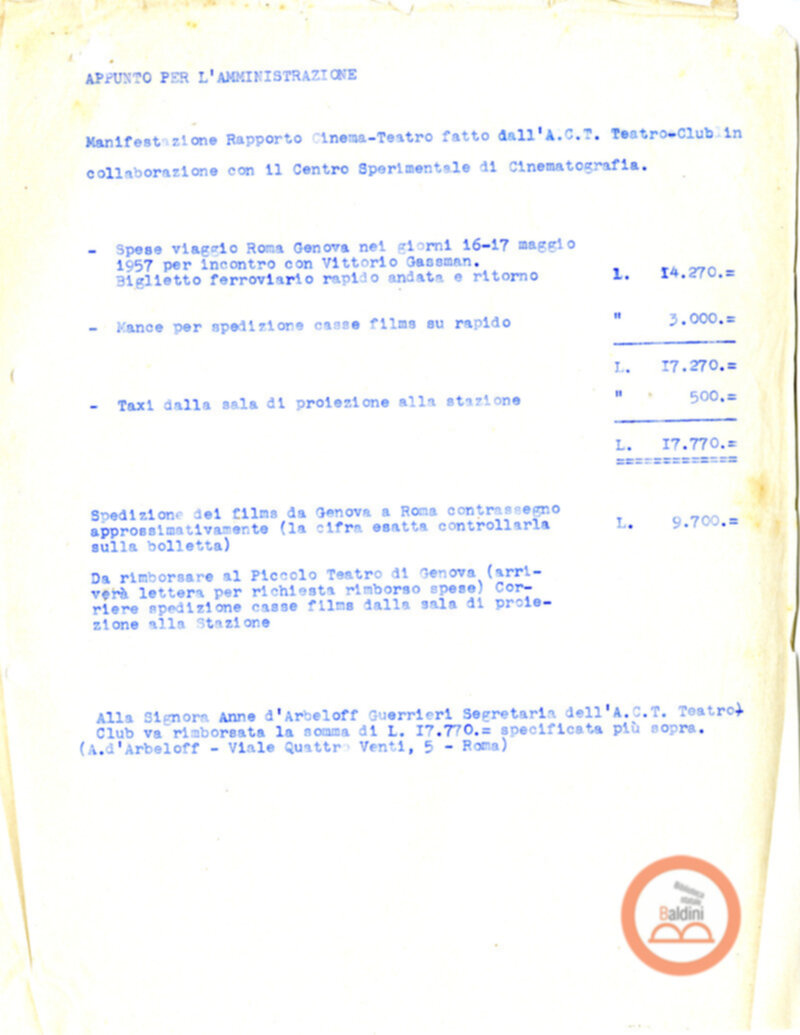 APPUNTO PER L'AMMINISTRAZIONE
Manifestazione Rapporto Cinema-Teatro fatto dall'A.C.T. Teatro-Club in
collaborazione con il Centro Sperimentale di Cinematografia.
- Spese viaggio Roma Genova nei giorni 16-17 maggio
1957 per incontro con Vittorio Gassman.
Biglietto ferroviario rapido andata e ritorno L. 14.270.=
- Mance per spedizione casse films su rapido " 3.000.=
L. 17.270.=
- Taxi dalla sala di proiezione alla stazione " 500.=
L. 17.770.=
=============
Spedizione dei films da Genova a Roma contrassegno
approssimativamente (la cifra esatta controllarla L. 9.700.=
sulla bolletta)
Da rimborsare al Piccolo Teatro di Genova (arri-
verà lettera per richiesta rimborso spese) Cor-
riere spedizione casse films dalla sala di proie-
zione alla Stazione
Alla Signora Anne d'Arbeloff Guerrieri Segretaria dell'A.C.T. Teatro-
Club va rimborsata la somma di L. 17.770.= specificata più sopra.
(A.d'Arbeloff - Viale Quattro Venti, 5 - Roma)
Biblioteca
statale
Baldini